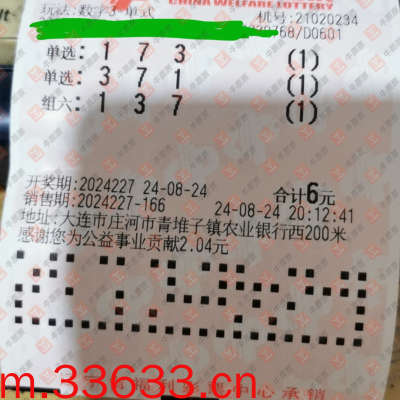 CHINA WELFARE LOTTERY
玩法:数字3-单式
机号:21020234
/D0601
单选:1 7 3 (1)
单选:3 7 1 (1)
组六:1 3 7 (1)
开奖期:2024227 24-08-24 合计6元
销售期:2024227-166 24-08-24 20:12:41
地址:大连市庄河市青堆子镇农业银行西200米
感谢您为公益事业贡献2.04元
m.33633.cn